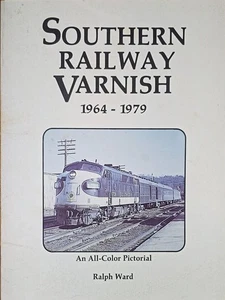 SOUTHERN
RAILWAY
VARNISH
1964 - 1979
An All-Color Pictorial
Ralph Ward